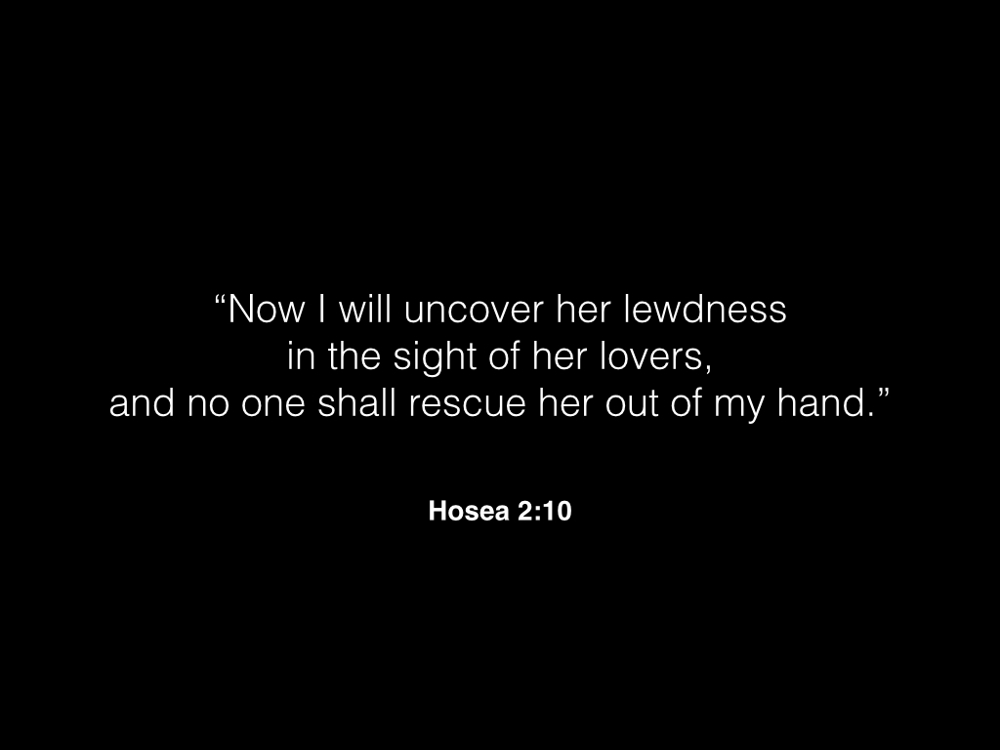 “Now I will uncover her lewdness
in the sight of her lovers,
and no one shall rescue her out of my hand.”
Hosea 2:10